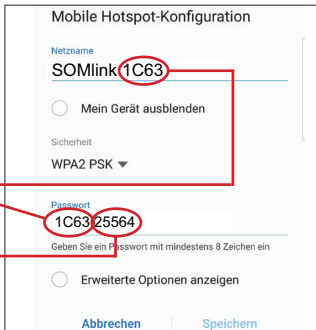 Mobile Hotspot-Konfiguration
Netzname
SOMlink 1C63
Mein Gerät ausblenden
Sicherheit
WPA2 PSK ▼
Passwort
1C63 25564
Geben Sie ein Passwort mit mindestens 8 Zeichen ein
Erweiterte Optionen anzeigen
Abbrechen Speichern